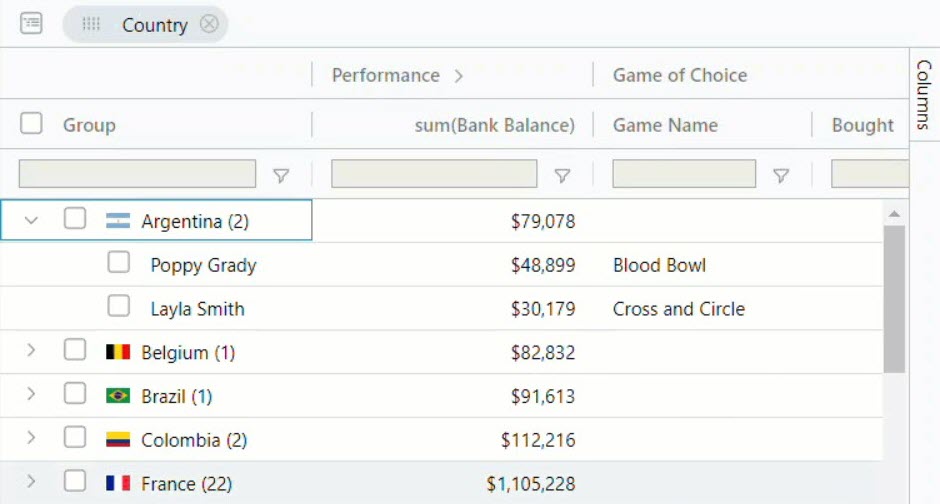 Country
Performance Game of Choice
Columns
Group sum(Bank Balance) Game Name Bought
Argentina (2) $79,078
Poppy Grady $48,899 Blood Bowl
Layla Smith $30,179 Cross and Circle
Belgium (1) $82,832
Brazil (1) $91,613
Colombia (2) $112,216
France (22) $1,105,228